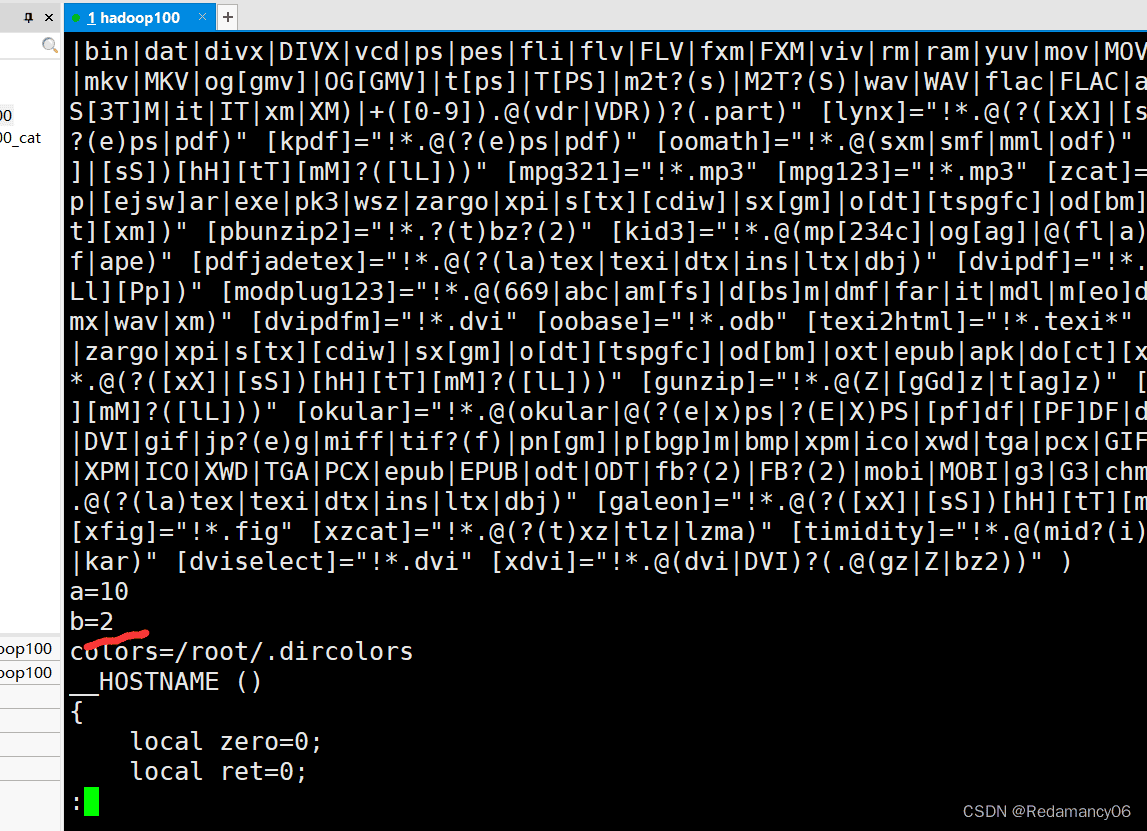 1 hadoop100
00
00_cat
|bin|dat|divx|DIVX|vcd|ps|pes|fli|flv|FLV|fxm|FXM|viv|rm|ram|yuv|mov|MOV
|mkv|MKV|og[gmv]|OG[GMV]|t[ps]|T[PS]|m2t?(s)|M2T?(S)|wav|WAV|flac|FLAC|a
S[3T]M|it|IT|xm|XM)|+([0-9]).@(vdr|VDR))?(.part)" [lynx]="!*.@(?([xX]|[s
?(e)ps|pdf)" [kpdf]="!*.@(?(e)ps|pdf)" [oomath]="!*.@(sxm|smf|mml|odf)"
]|[sS])[hH][tT][mM]?([lL]))" [mpg321]="!*.mp3" [mpg123]="!*.mp3" [zcat]=
p|[ejsw]ar|exe|pk3|wsz|zargo|xpi|s[tx][cdiw]|sx[gm]|o[dt][tspgfc]|od[bm]
t][xm])" [pbunzip2]="!*.?(t)bz?(2)" [kid3]="!*.@(mp[234c]|og[ag]|@(fl|a)
f|ape)" [pdfjadetex]="!*.@(?(la)tex|texi|dtx|ins|ltx|dbj)" [dvipdf]="!*.
Ll][Pp])" [modplug123]="!*.@(669|abc|am[fs]|d[bs]m|dmf|far|it|mdl|m[eo]d
mx|wav|xm)" [dvipdfm]="!*.dvi" [oobase]="!*.odb" [texi2html]="!*.texi*"
|zargo|xpi|s[tx][cdiw]|sx[gm]|o[dt][tspgfc]|od[bm]|oxt|epub|apk|do[ct][x
*.@(?([xX]|[sS])[hH][tT][mM]?([lL]))" [gunzip]="!*.@(Z|[gGd]z|t[ag]z)" [
][mM]?([lL]))" [okular]="!*.@(okular|@(?(e|x)ps|?(E|X)PS|[pf]df|[PF]DF|d
|DVI|gif|jp?(e)g|miff|tif?(f)|pn[gm]|p[bgp]m|bmp|xpm|ico|xwd|tga|pcx|GIF
|XPM|ICO|XWD|TGA|PCX|epub|EPUB|odt|ODT|fb?(2)|FB?(2)|mobi|MOBI|g3|G3|chm
.@(?(la)tex|texi|dtx|ins|ltx|dbj)" [galeon]="!*.@(?([xX]|[sS])[hH][tT][m
[xfig]="!*.fig" [xzcat]="!*.@(?(t)xz|tlz|lzma)" [timidity]="!*.@(mid?(i)
|kar)" [dviselect]="!*.dvi" [xdvi]="!*.@(dvi|DVI)?(.@(gz|Z|bz2))" )
a=10
b=2
colors=/root/.dircolors
__HOSTNAME ()
{
local zero=0;
local ret=0;
:
oop100
oop100
CSDN @Redamancy06